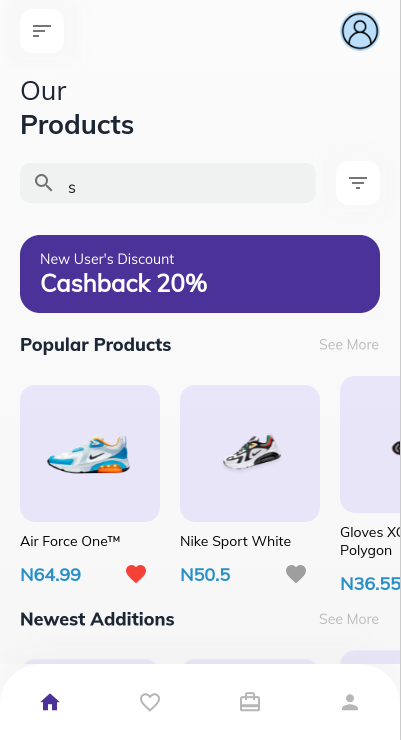 Our
Products
s
New User's Discount
Cashback 20%
Popular Products
See More
Air Force One™
Nike Sport White
Gloves XC
Polygon
N64.99
N50.5
N36.55
Newest Additions
See More